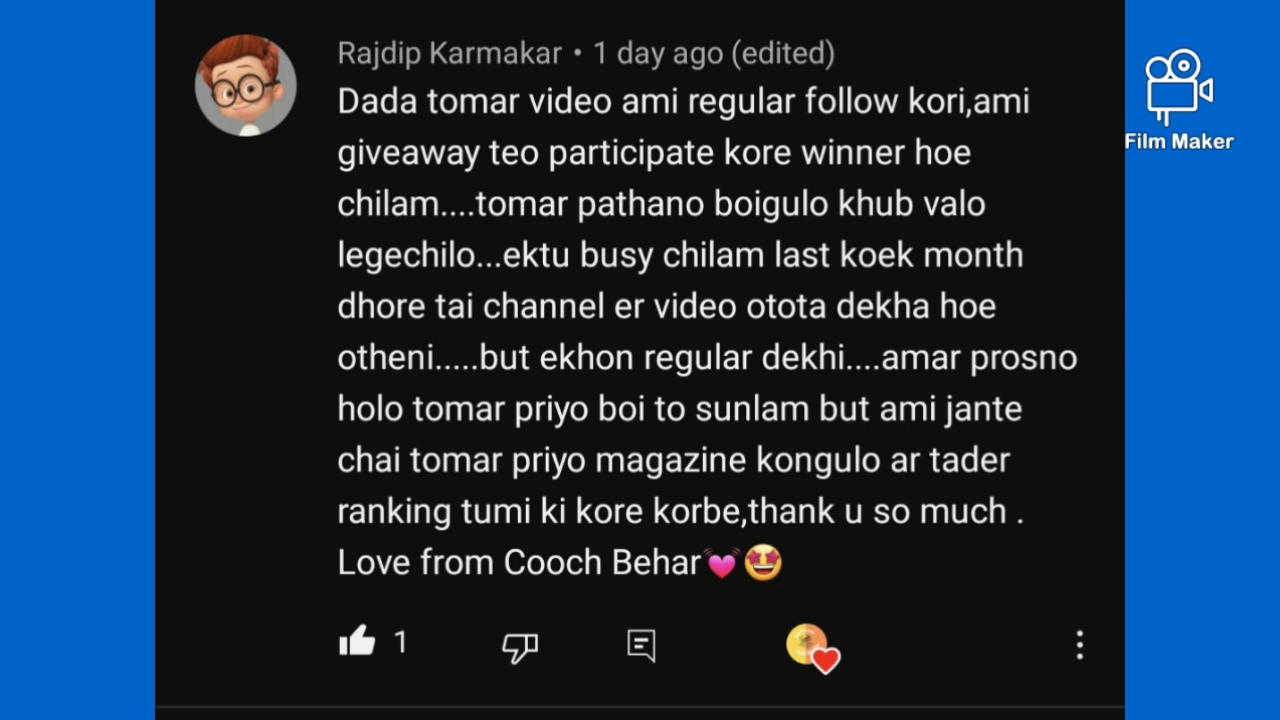 Rajdip Karmakar • 1 day ago (edited)
Dada tomar video ami regular follow kori,ami
giveaway teo participate kore winner hoe
chilam....tomar pathano boigulo khub valo
legechilo...ektu busy chilam last koek month
dhore tai channel er video otota dekha hoe
otheni.....but ekhon regular dekhi....amar prosno
holo tomar priyo boi to sunlam but ami jante
chai tomar priyo magazine kongulo ar tader
ranking tumi ki kore korbe,thank u so much .
Love from Cooch Behar💓🤩
1
Film Maker